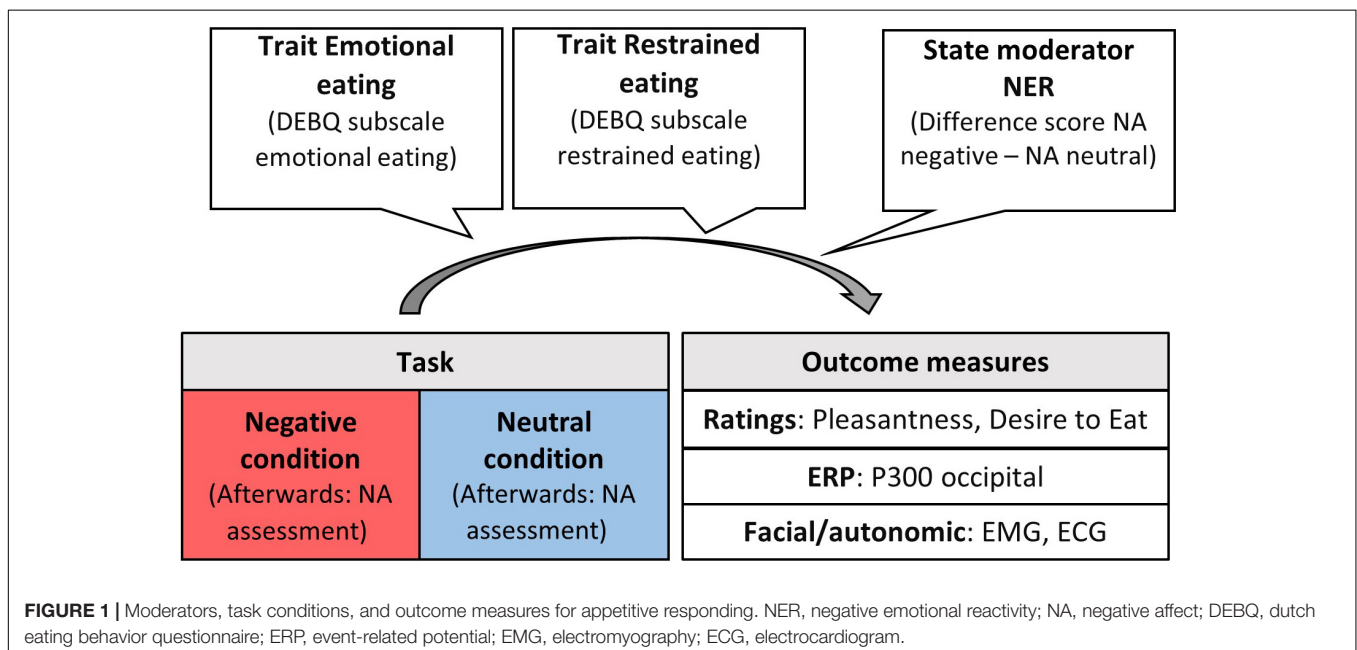 Trait Emotional
eating
(DEBQ subscale
emotional eating)
Trait Restrained
eating
(DEBQ subscale
restrained eating)
State moderator
NER
(Difference score NA
negative – NA neutral)
Task
Negative
condition
(Afterwards: NA
assessment)
Neutral
condition
(Afterwards: NA
assessment)
Outcome measures
Ratings: Pleasantness, Desire to Eat
ERP: P300 occipital
Facial/autonomic: EMG, ECG
FIGURE 1 | Moderators, task conditions, and outcome measures for appetitive responding. NER, negative emotional reactivity; NA, negative affect; DEBQ, dutch
eating behavior questionnaire; ERP, event-related potential; EMG, electromyography; ECG, electrocardiogram.